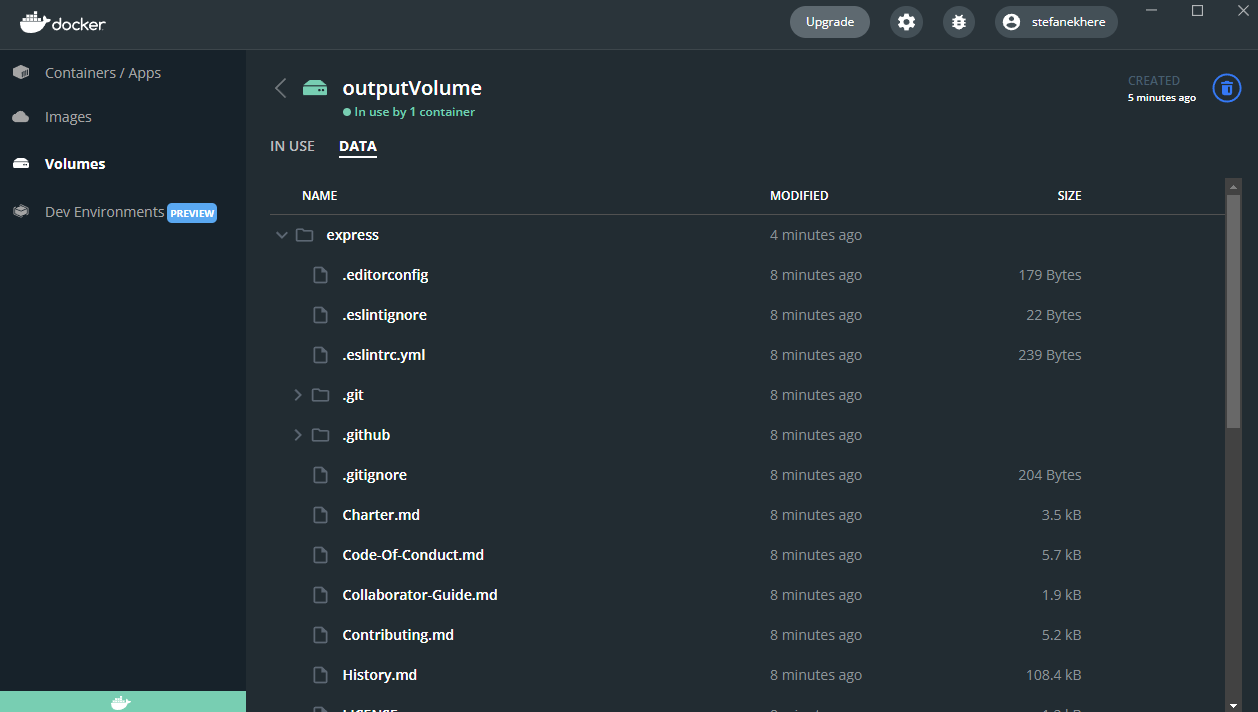 docker
Upgrade
stefanekhere
Containers / Apps
Images
Volumes
Dev Environments PREVIEW
outputVolume
In use by 1 container
CREATED
5 minutes ago
IN USE DATA
NAME MODIFIED SIZE
express 4 minutes ago
.editorconfig 8 minutes ago 179 Bytes
.eslintignore 8 minutes ago 22 Bytes
.eslintrc.yml 8 minutes ago 239 Bytes
.git 8 minutes ago
.github 8 minutes ago
.gitignore 8 minutes ago 204 Bytes
Charter.md 8 minutes ago 3.5 kB
Code-Of-Conduct.md 8 minutes ago 5.7 kB
Collaborator-Guide.md 8 minutes ago 1.9 kB
Contributing.md 8 minutes ago 5.2 kB
History.md 8 minutes ago 108.4 kB